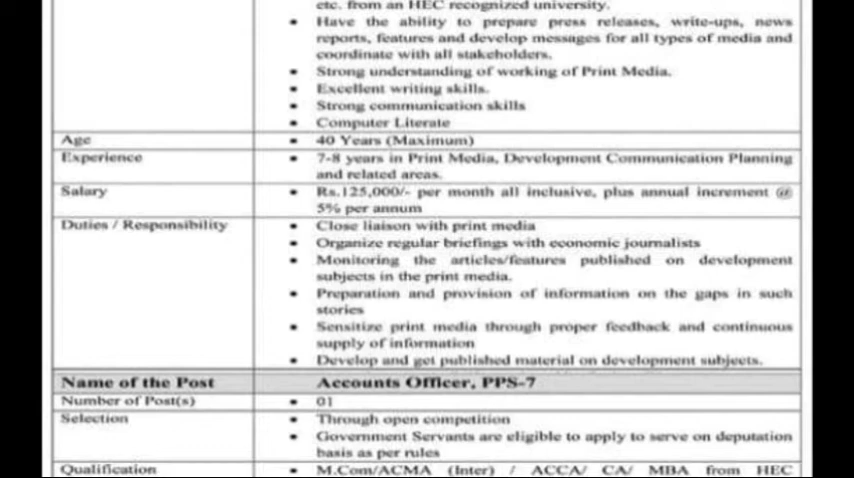 etc. from an HEC recognized university.
• Have the ability to prepare press releases, write-ups, news
reports, features and develop messages for all types of media and
coordinate with all stakeholders.
• Strong understanding of working of Print Media.
• Excellent writing skills.
• Strong communication skills
• Computer Literate
Age • 40 Years (Maximum)
Experience • 7-8 years in Print Media, Development Communication Planning
and related areas.
Salary • Rs.125,000/- per month all inclusive, plus annual increment @
5% per annum
Duties / Responsibility • Close liaison with print media
• Organize regular briefings with economic journalists
• Monitoring the articles/features published on development
subjects in the print media.
• Preparation and provision of information on the gaps in such
stories
• Sensitize print media through proper feedback and continuous
supply of information
• Develop and get published material on development subjects.
Name of the Post Accounts Officer, PPS-7
Number of Post(s) • 01
Selection • Through open competition
• Government Servants are eligible to apply to serve on deputation
basis as per rules
Qualification • M.Com/ACMA (Inter) / ACCA/ CA/ MBA from HEC